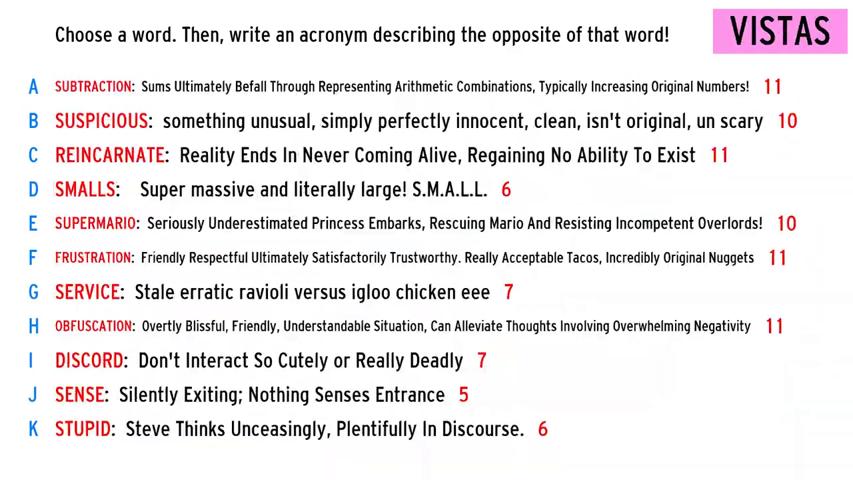 Choose a word. Then, write an acronym describing the opposite of that word!
VISTAS
A SUBTRACTION: Sums Ultimately Befall Through Representing Arithmetic Combinations, Typically Increasing Original Numbers! 11
B SUSPICIOUS: something unusual, simply perfectly innocent, clean, isn't original, un scary 10
C REINCARNATE: Reality Ends In Never Coming Alive, Regaining No Ability To Exist 11
D SMALLS: Super massive and literally large! S.M.A.L.L. 6
E SUPERMARIO: Seriously Underestimated Princess Embarks, Rescuing Mario And Resisting Incompetent Overlords! 10
F FRUSTRATION: Friendly Respectful Ultimately Satisfactorily Trustworthy. Really Acceptable Tacos, Incredibly Original Nuggets 11
G SERVICE: Stale erratic ravioli versus igloo chicken eee 7
H OBFUSCATION: Overtly Blissful, Friendly, Understandable Situation, Can Alleviate Thoughts Involving Overwhelming Negativity 11
I DISCORD: Don't Interact So Cutely or Really Deadly 7
J SENSE: Silently Exiting; Nothing Senses Entrance 5
K STUPID: Steve Thinks Unceasingly, Plentifully In Discourse. 6